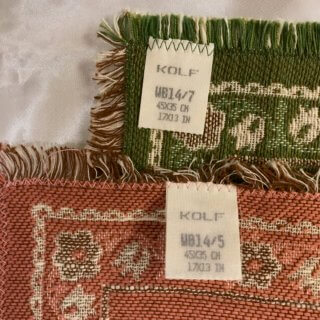 KOLF
WB14/7
45X35 CM
17X13 IN
KOLF
WB14/5
45X35 CM
17X13 IN